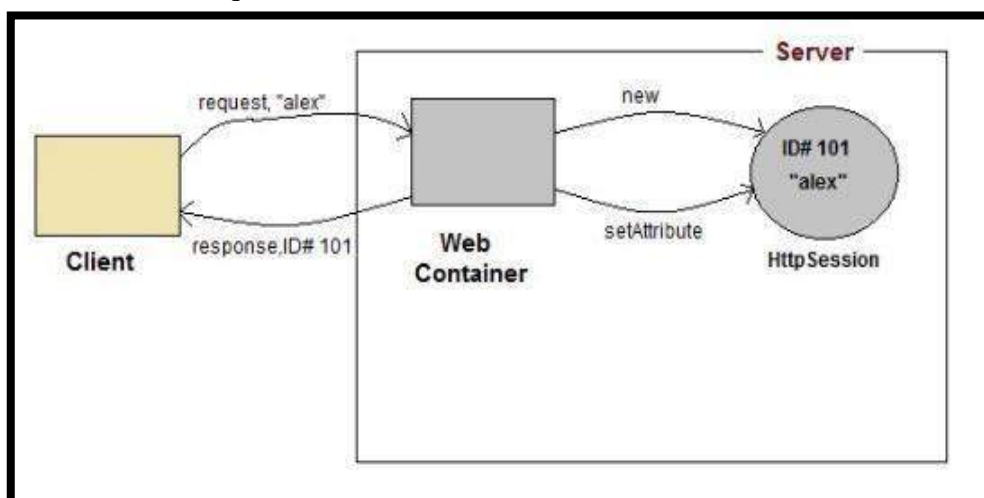 Server
request, "alex"
new
ID# 101
"alex"
setAttribute
response,ID# 101
Client
Web
Container
HttpSession